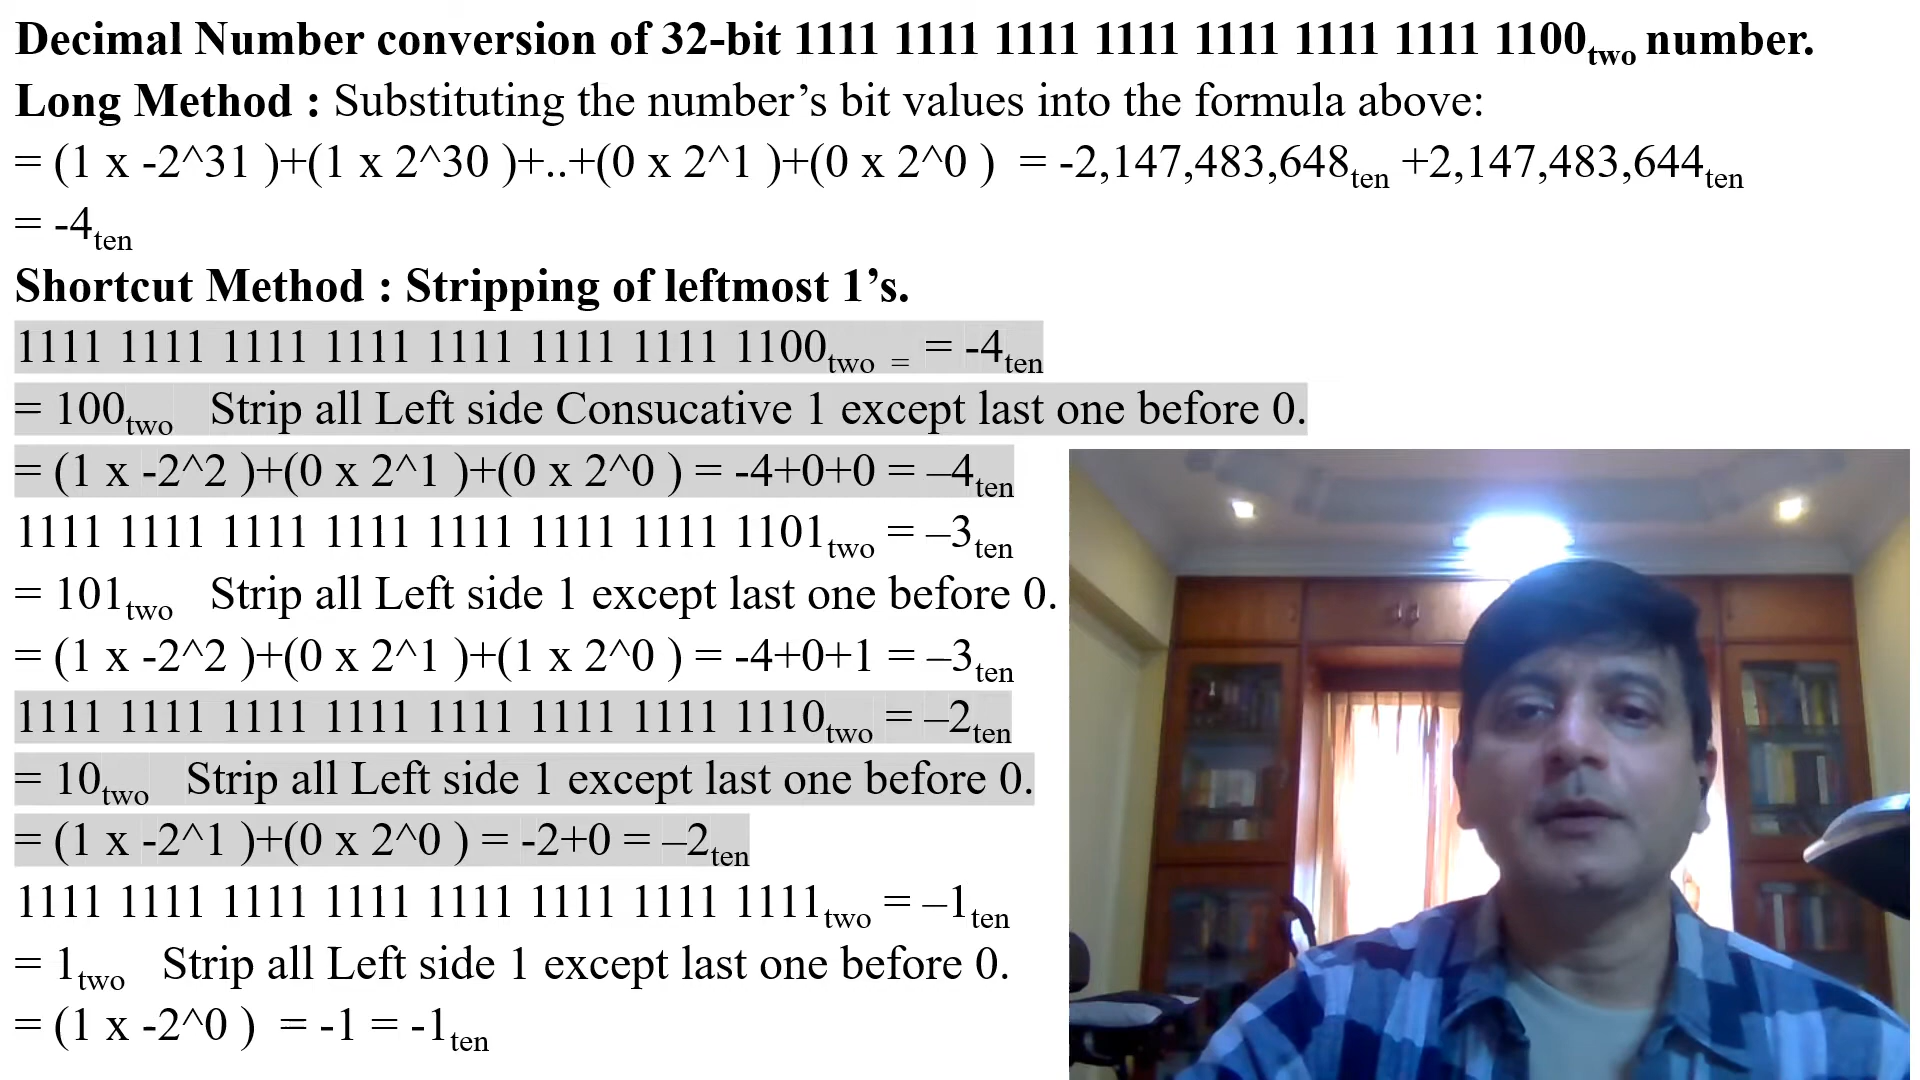 Decimal Number conversion of 32-bit 1111 1111 1111 1111 1111 1111 1111 1100two number.
Long Method : Substituting the number’s bit values into the formula above:
= (1 x -2^31 )+(1 x 2^30 )+..+(0 x 2^1 )+(0 x 2^0 ) = -2,147,483,648ten +2,147,483,644ten
= -4ten
Shortcut Method : Stripping of leftmost 1’s.
1111 1111 1111 1111 1111 1111 1111 1100two = = -4ten
= 100two Strip all Left side Consucative 1 except last one before 0.
= (1 x -2^2 )+(0 x 2^1 )+(0 x 2^0 ) = -4+0+0 = –4ten
1111 1111 1111 1111 1111 1111 1111 1101two = –3ten
= 101two Strip all Left side 1 except last one before 0.
= (1 x -2^2 )+(0 x 2^1 )+(1 x 2^0 ) = -4+0+1 = –3ten
1111 1111 1111 1111 1111 1111 1111 1110two = –2ten
= 10two Strip all Left side 1 except last one before 0.
= (1 x -2^1 )+(0 x 2^0 ) = -2+0 = –2ten
1111 1111 1111 1111 1111 1111 1111 1111two = –1ten
= 1two Strip all Left side 1 except last one before 0.
= (1 x -2^0 ) = -1 = -1ten